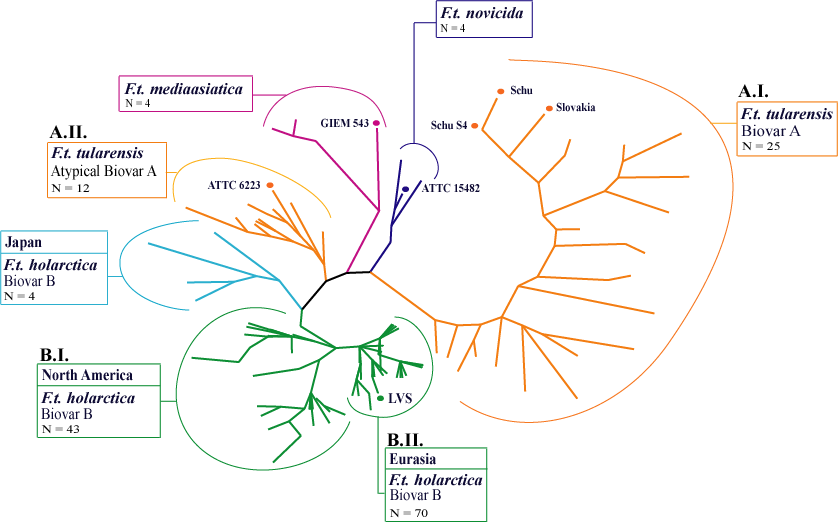 F.t. novicida
N = 4
F.t. mediaasiatica
N = 4
GIEM 543
Schu
Slovakia
Schu S4
A.I.
F.t. tularensis
Biovar A
N = 25
A.II.
F.t. tularensis
Atypical Biovar A
N = 12
ATTC 6223
ATTC 15482
Japan
F.t. holarctica
Biovar B
N = 4
B.I.
North America
F.t. holarctica
Biovar B
N = 43
LVS
B.II.
Eurasia
F.t. holarctica
Biovar B
N = 70